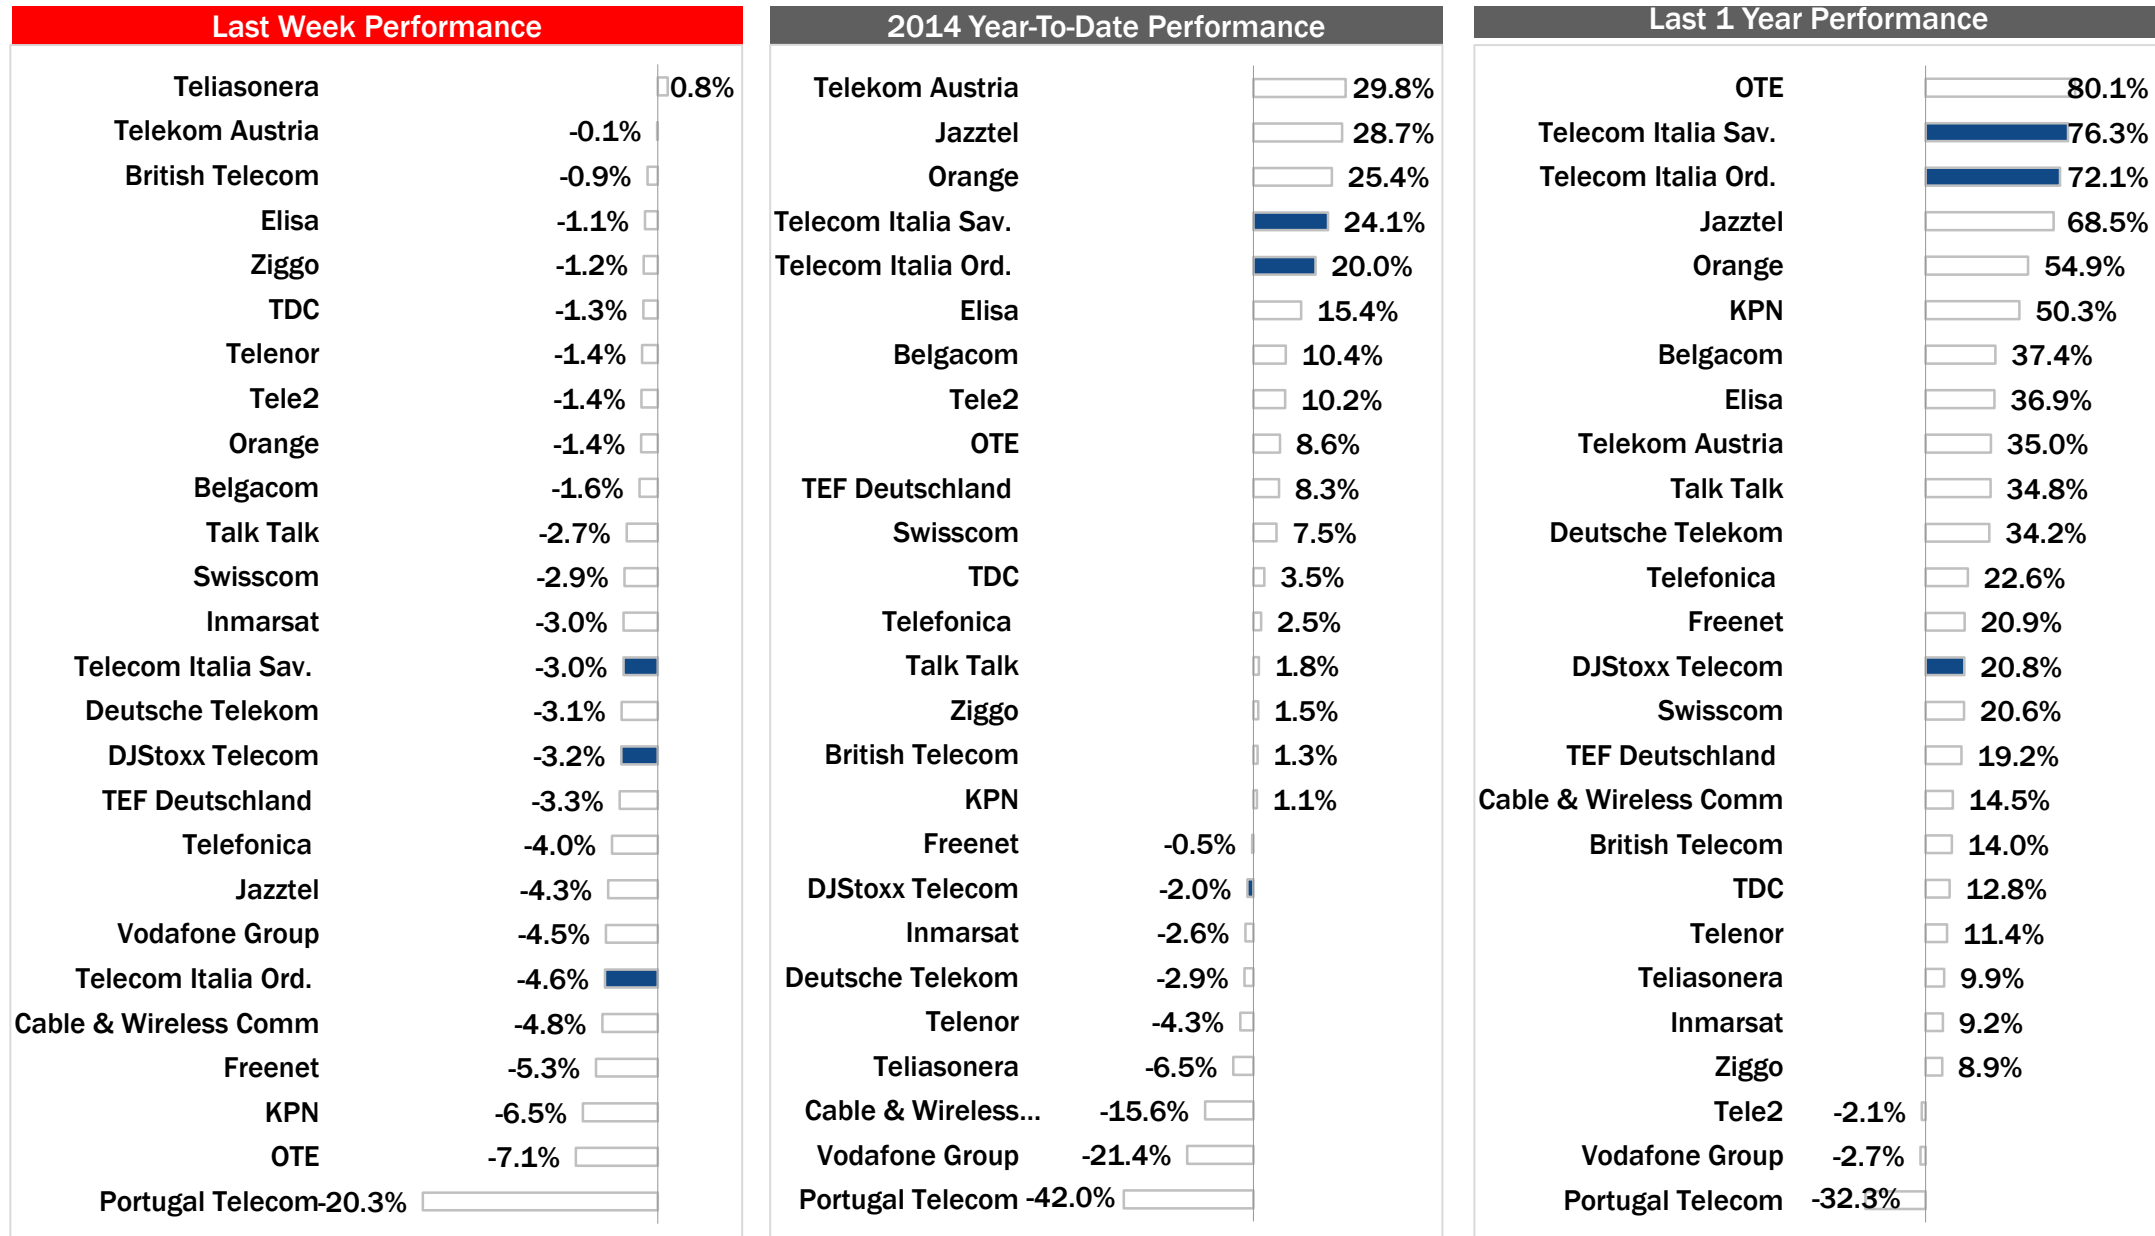 Last Week Performance
Teliasonera 0.8%
Telekom Austria -0.1%
British Telecom -0.9%
Elisa -1.1%
Ziggo -1.2%
TDC -1.3%
Telenor -1.4%
Tele2 -1.4%
Orange -1.4%
Belgacom -1.6%
Talk Talk -2.7%
Swisscom -2.9%
Inmarsat -3.0%
Telecom Italia Sav. -3.0%
Deutsche Telekom -3.1%
DJStoxx Telecom -3.2%
TEF Deutschland -3.3%
Telefonica -4.0%
Jazztel -4.3%
Vodafone Group -4.5%
Telecom Italia Ord. -4.6%
Cable & Wireless Comm -4.8%
Freenet -5.3%
KPN -6.5%
OTE -7.1%
Portugal Telecom -20.3%
2014 Year-To-Date Performance
Telekom Austria 29.8%
Jazztel 28.7%
Orange 25.4%
Telecom Italia Sav. 24.1%
Telecom Italia Ord. 20.0%
Elisa 15.4%
Belgacom 10.4%
Tele2 10.2%
OTE 8.6%
TEF Deutschland 8.3%
Swisscom 7.5%
TDC 3.5%
Telefonica 2.5%
Talk Talk 1.8%
Ziggo 1.5%
British Telecom 1.3%
KPN 1.1%
Freenet -0.5%
DJStoxx Telecom -2.0%
Inmarsat -2.6%
Deutsche Telekom -2.9%
Telenor -4.3%
Teliasonera -6.5%
Cable & Wireless... -15.6%
Vodafone Group -21.4%
Portugal Telecom -42.0%
Last 1 Year Performance
OTE 80.1%
Telecom Italia Sav. 76.3%
Telecom Italia Ord. 72.1%
Jazztel 68.5%
Orange 54.9%
KPN 50.3%
Belgacom 37.4%
Elisa 36.9%
Telekom Austria 35.0%
Talk Talk 34.8%
Deutsche Telekom 34.2%
Telefonica 22.6%
Freenet 20.9%
DJStoxx Telecom 20.8%
Swisscom 20.6%
TEF Deutschland 19.2%
Cable & Wireless Comm 14.5%
British Telecom 14.0%
TDC 12.8%
Telenor 11.4%
Teliasonera 9.9%
Inmarsat 9.2%
Ziggo 8.9%
Tele2 -2.1%
Vodafone Group -2.7%
Portugal Telecom -32.3%